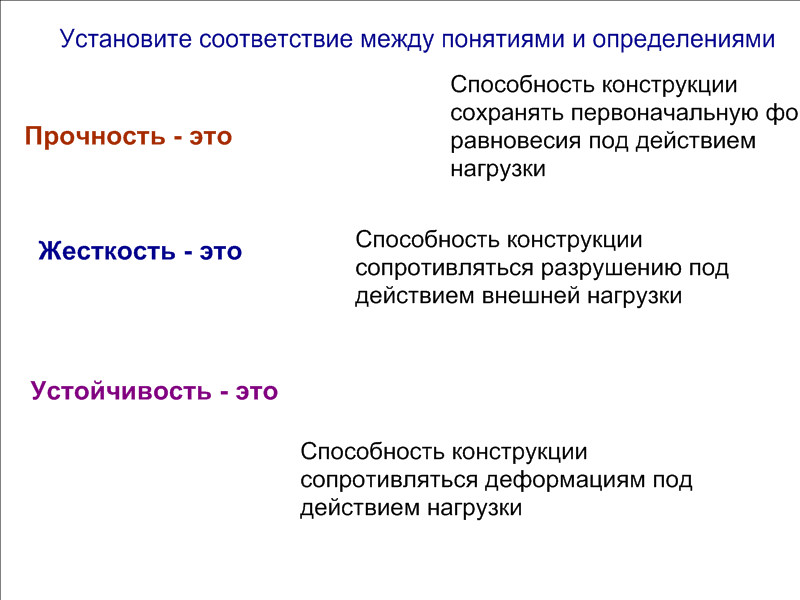 Установите соответствие между понятиями и определениями
Способность конструкции
сохранять первоначальную фо
Прочность - это
равновесия под действием
нагрузки
Жесткость - это
Способность конструкции
сопротивляться разрушению под
действием внешней нагрузки
Устойчивость - это
Способность конструкции
сопротивляться деформациям под
действием нагрузки